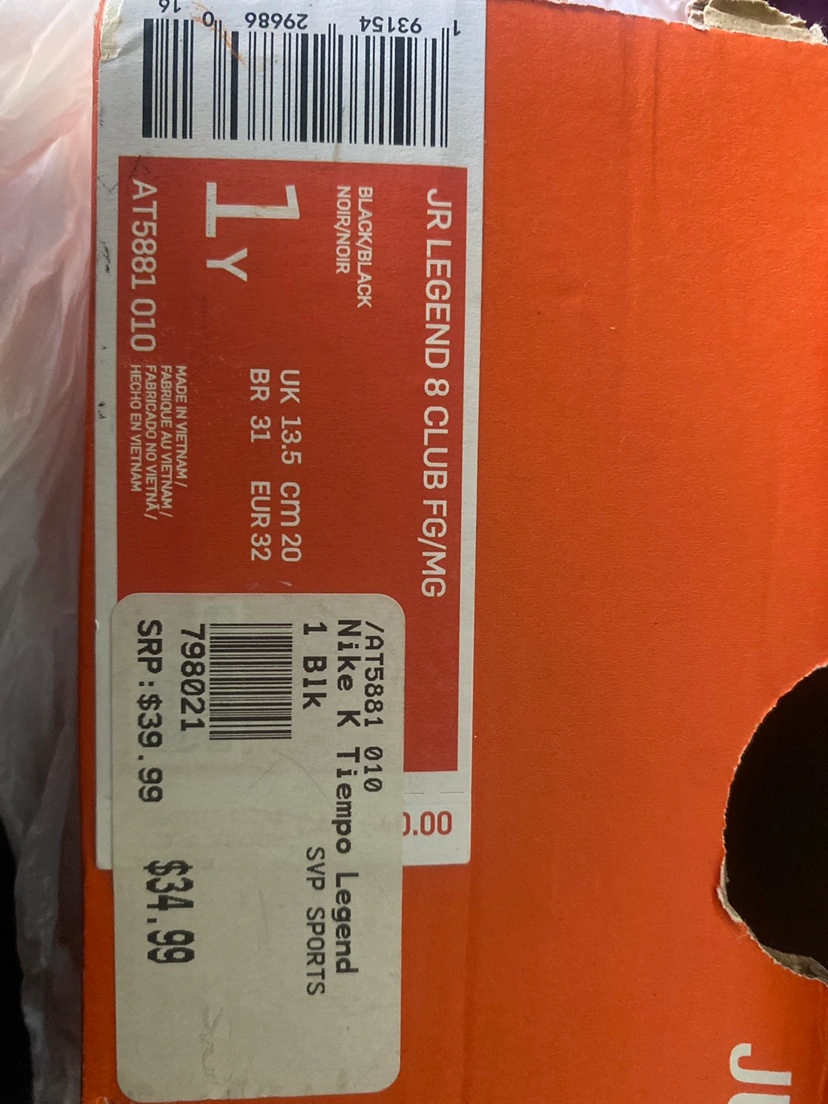 1 93154 29686 0 16
JR LEGEND 8 CLUB FG/MG
BLACK/BLACK
NOIR/NOIR
1Y
UK 13.5 cm 20
BR 31 EUR 32
AT5881 010
MADE IN VIETNAM/
FABRIQUE AU VIETNAM/
FABRICADO NO VIETNÃ/
HECHO EN VIETNAM
.00
/AT5881 010
Nike K Tiempo Legend
1 Blk SVP SPORTS
798021
SRP:$39.99 $34.99